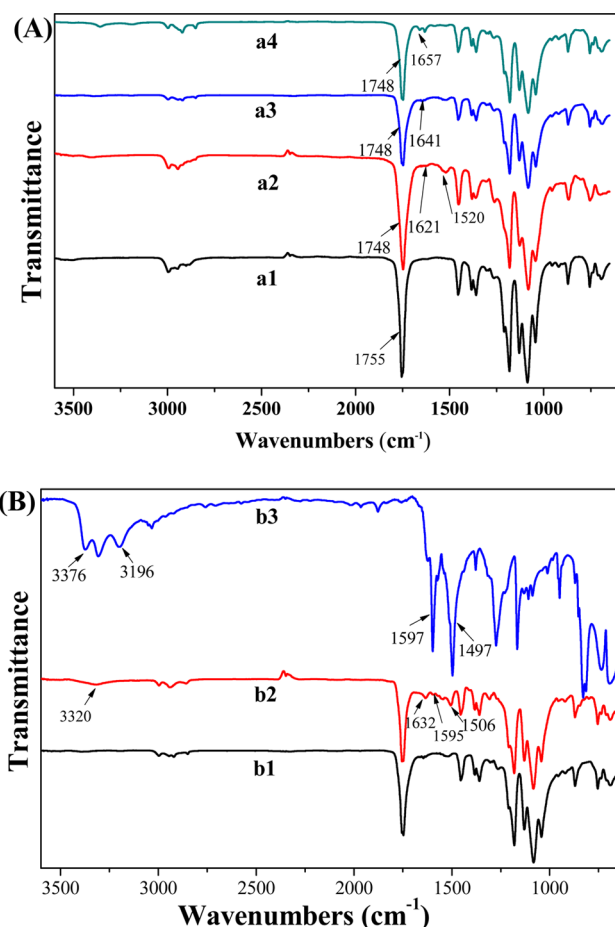 (A)
a4
1748
1657
a3
1748
1641
a2
1748
1621
1520
a1
1755
Transmittance
3500 3000 2500 2000 1500 1000
Wavenumbers (cm-1)
(B)
b3
3376
3196
1597
1497
b2
3320
1632
1595
1506
b1
Transmittance
3500 3000 2500 2000 1500 1000
Wavenumbers (cm-1)